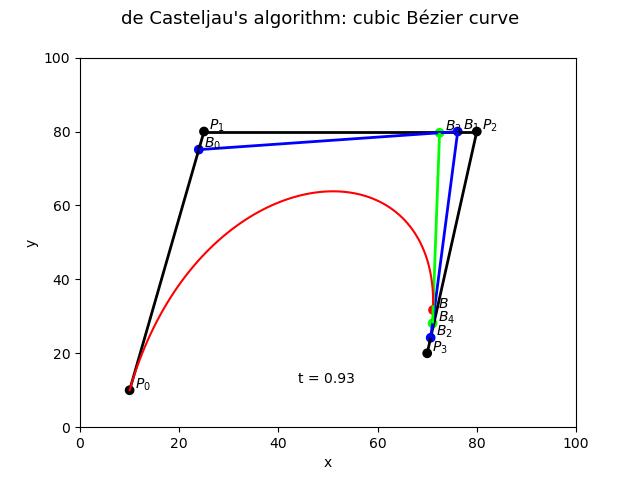 de Casteljau's algorithm: cubic Bézier curve
100
80
60
40
20
0
y
P₁
B₀
B₃ B₁ P₂
B
B₄
B₂
P₃
P₀
t = 0.93
0 20 40 60 80 100
x